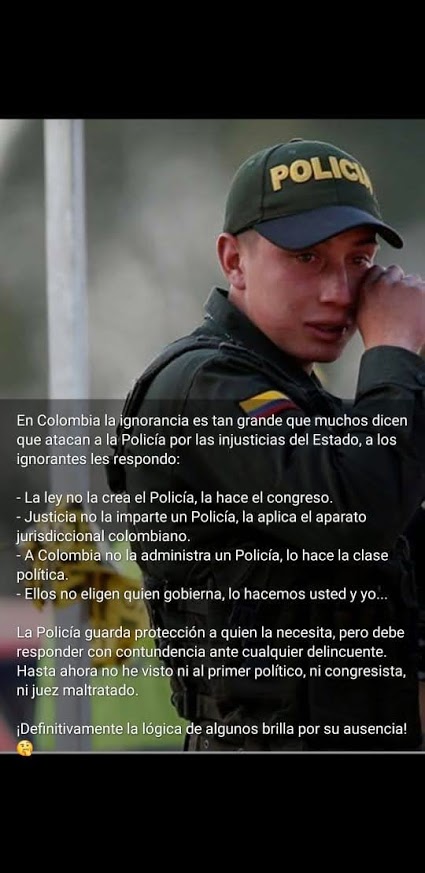 POLICIA
En Colombia la ignorancia es tan grande que muchos dicen
que atacan a la Policía por las injusticias del Estado, a los
ignorantes les respondo:
- La ley no la crea el Policía, la hace el congreso.
- Justicia no la imparte un Policía, la aplica el aparato
jurisdiccional colombiano.
- A Colombia no la administra un Policía, lo hace la clase
política.
- Ellos no eligen quien gobierna, lo hacemos usted y yo...
La Policía guarda protección a quien la necesita, pero debe
responder con contundencia ante cualquier delincuente.
Hasta ahora no he visto ni al primer político, ni congresista,
ni juez maltratado.
¡Definitivamente la lógica de algunos brilla por su ausencia!
🤔